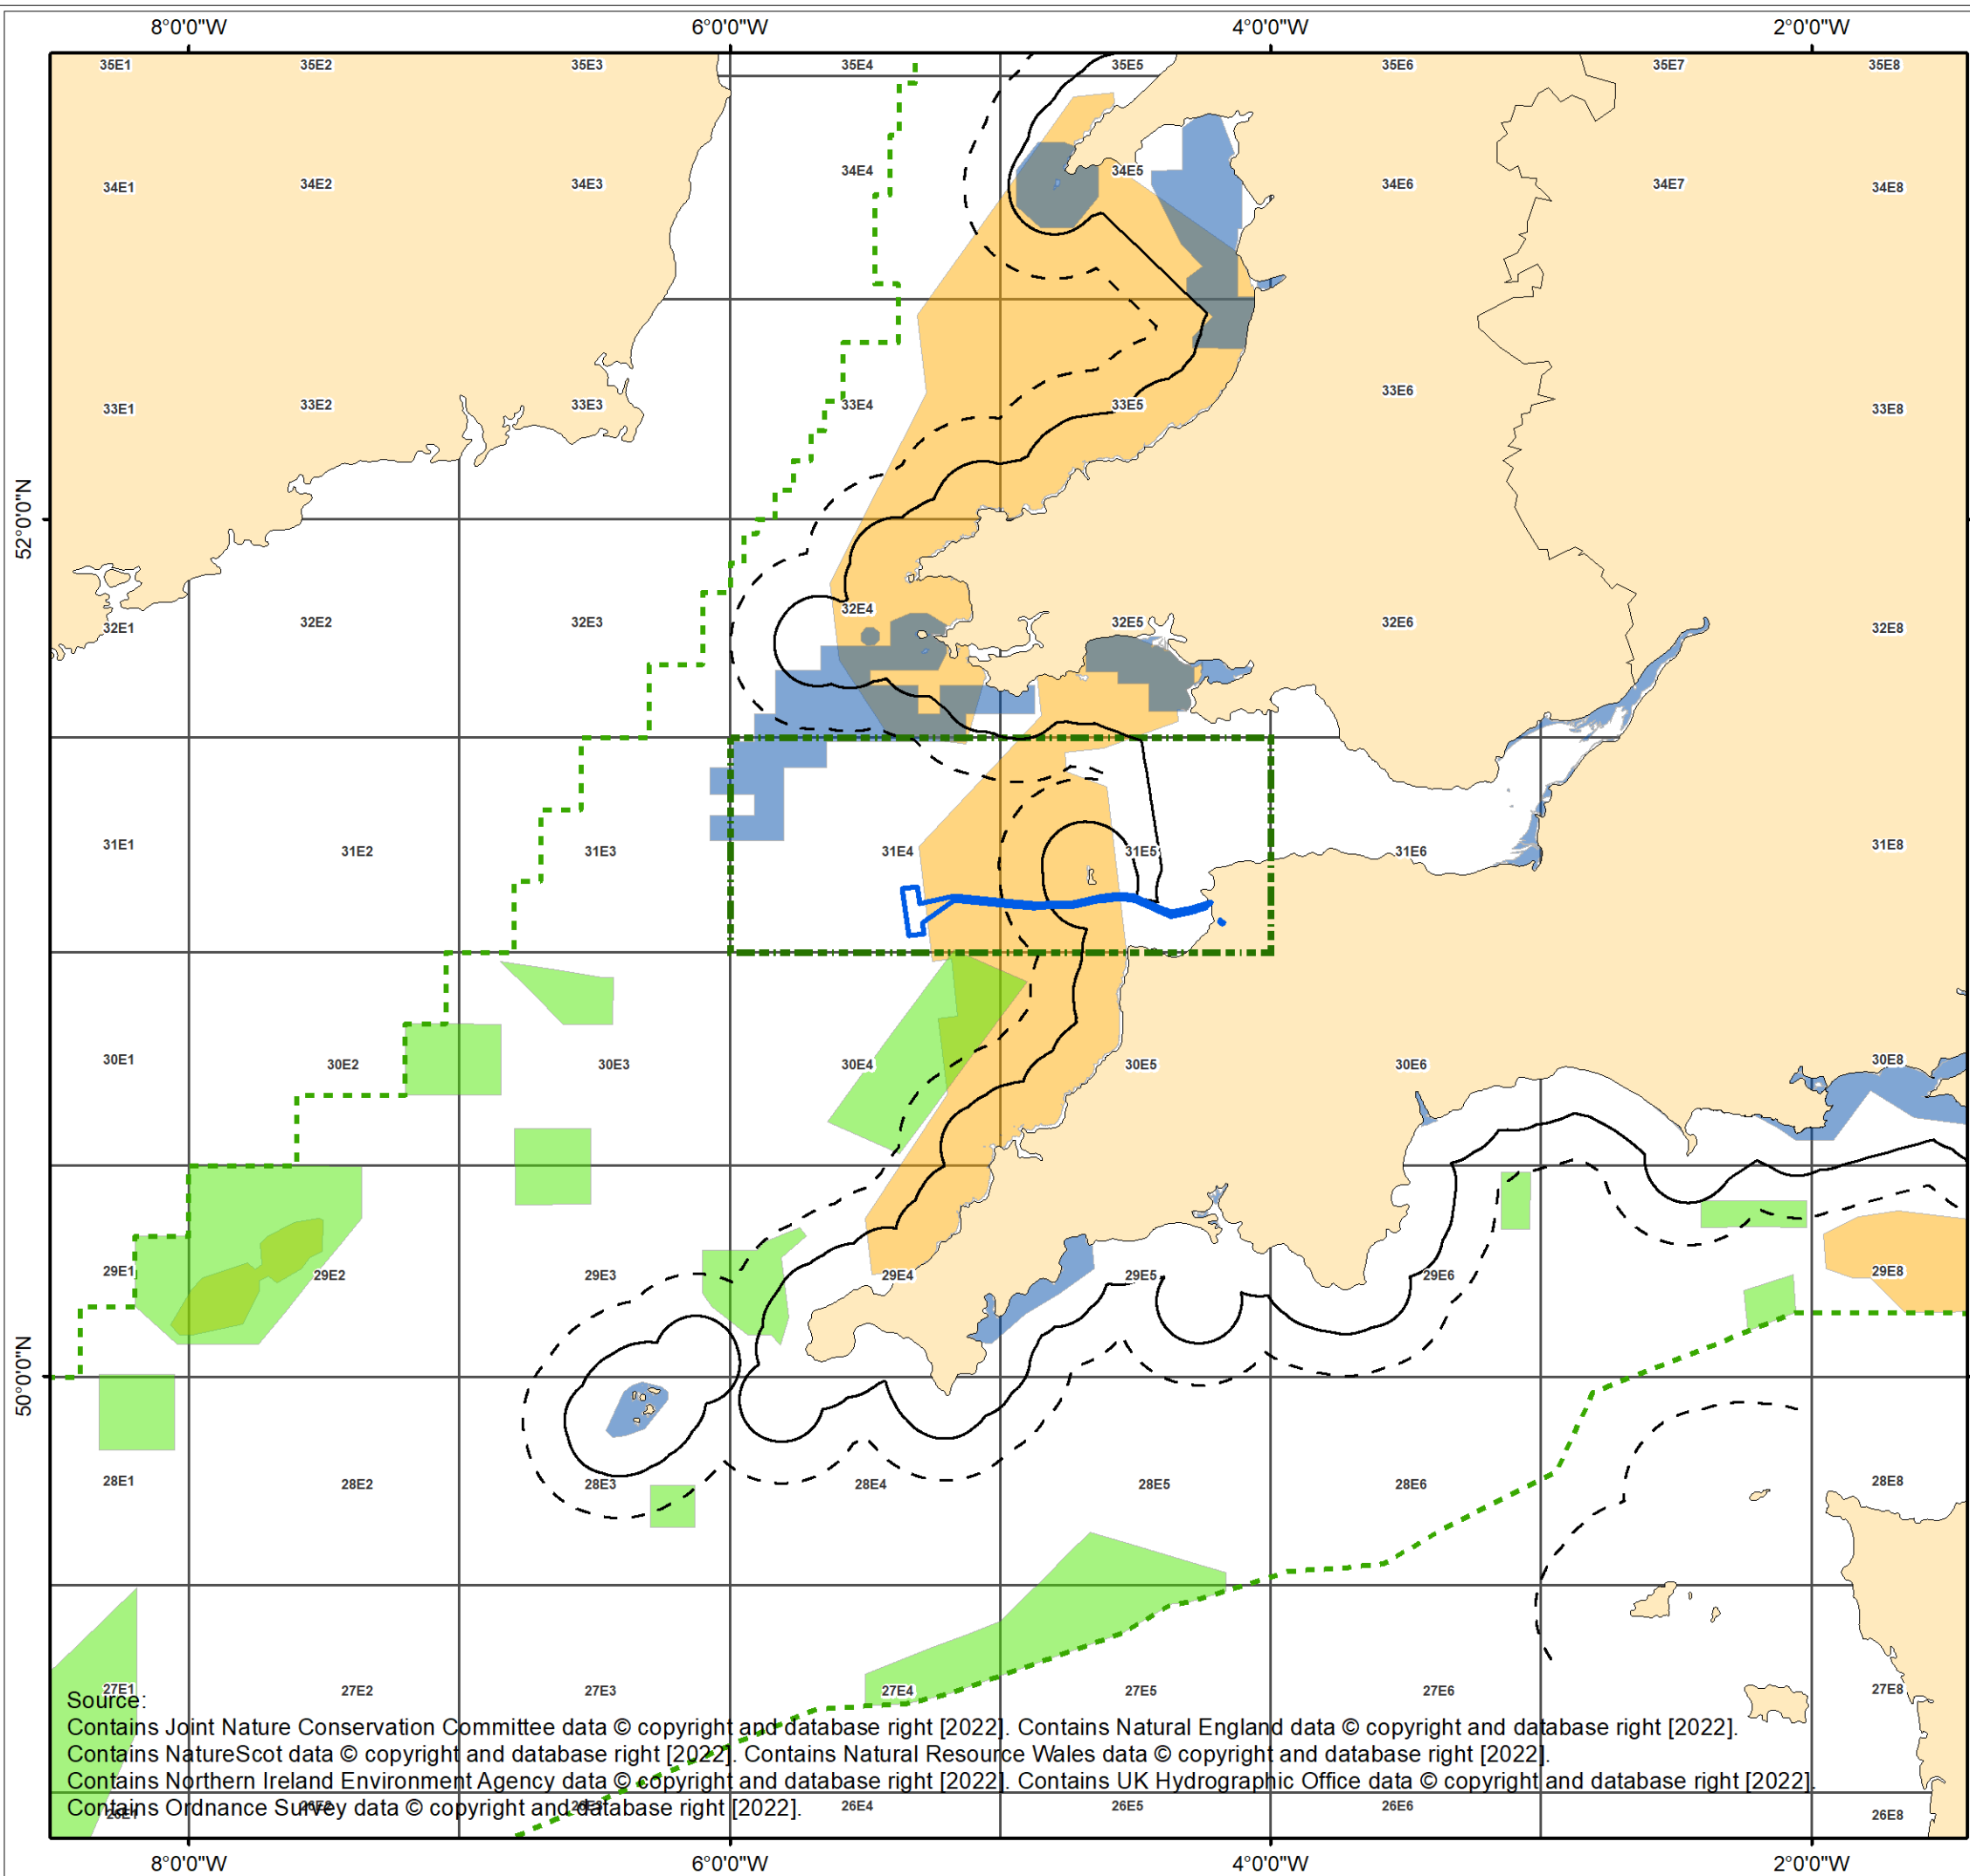 8°0'0"W 6°0'0"W 4°0'0"W 2°0'0"W
35E1 35E2 35E3 35E4 35E5 35E6 35E7 35E8
34E1 34E2 34E3 34E4 34E5 34E6 34E7 34E8
33E1 33E2 33E3 33E4 33E5 33E6 33E8
52°0'0"N
32E1 32E2 32E3 32E4 32E5 32E6 32E8
31E1 31E2 31E3 31E4 31E5 31E6 31E8
30E1 30E2 30E3 30E4 30E5 30E6 30E8
29E1 29E2 29E3 29E4 29E5 29E6 29E8
50°0'0"N
28E1 28E2 28E3 28E4 28E5 28E6 28E8
27E1 27E2 27E3 27E4 27E5 27E6 27E8
Source:
Contains Joint Nature Conservation Committee data © copyright and database right [2022]. Contains Natural England data © copyright and database right [2022].
Contains NatureScot data © copyright and database right [2022]. Contains Natural Resource Wales data © copyright and database right [2022].
Contains Northern Ireland Environment Agency data © copyright and database right [2022]. Contains UK Hydrographic Office data © copyright and database right [2022].
Contains Ordnance Survey data © copyright and database right [2022].
26E1 26E2 26E3 26E4 26E5 26E6 26E8
8°0'0"W 6°0'0"W 4°0'0"W 2°0'0"W